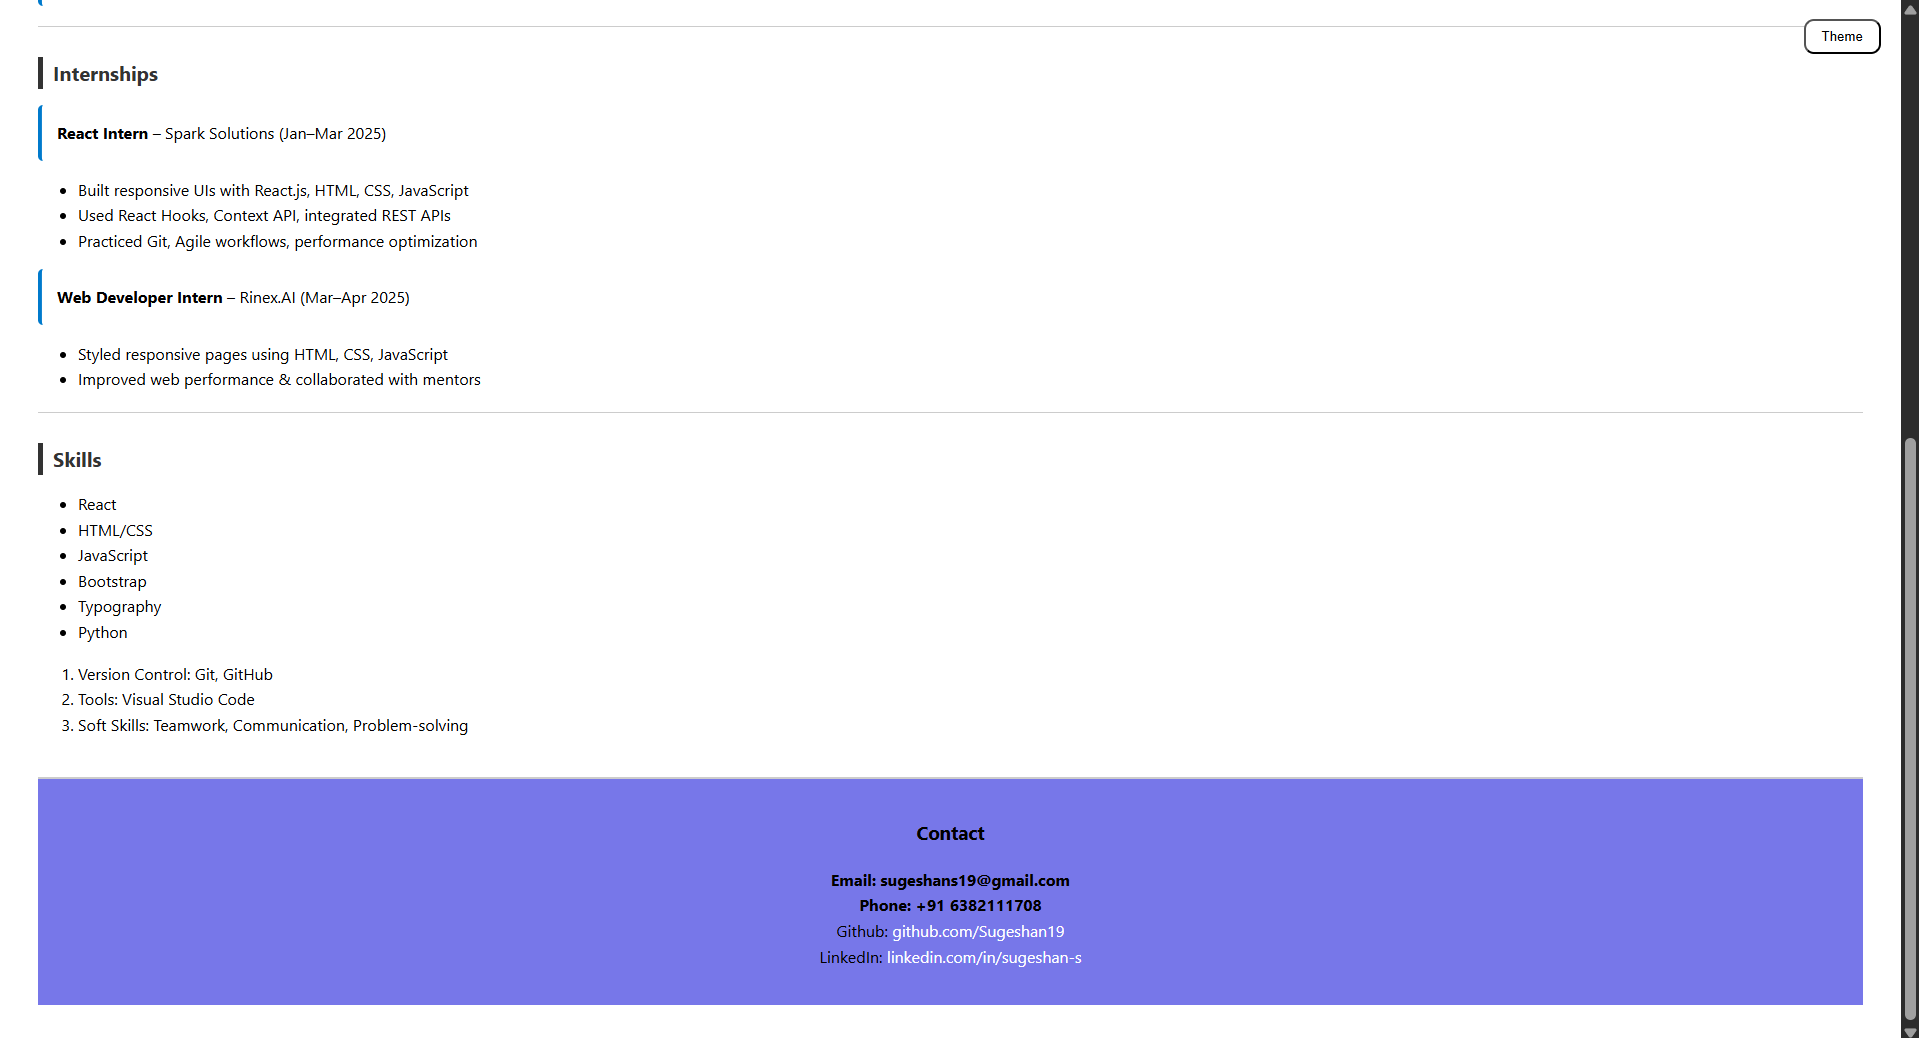 Theme
Internships
React Intern – Spark Solutions (Jan–Mar 2025)
• Built responsive UIs with React.js, HTML, CSS, JavaScript
• Used React Hooks, Context API, integrated REST APIs
• Practiced Git, Agile workflows, performance optimization
Web Developer Intern – Rinex.AI (Mar–Apr 2025)
• Styled responsive pages using HTML, CSS, JavaScript
• Improved web performance & collaborated with mentors
Skills
• React
• HTML/CSS
• JavaScript
• Bootstrap
• Typography
• Python
1. Version Control: Git, GitHub
2. Tools: Visual Studio Code
3. Soft Skills: Teamwork, Communication, Problem-solving
Contact
Email: sugeshans19@gmail.com
Phone: +91 6382111708
Github: github.com/Sugeshan19
LinkedIn: linkedin.com/in/sugeshan-s